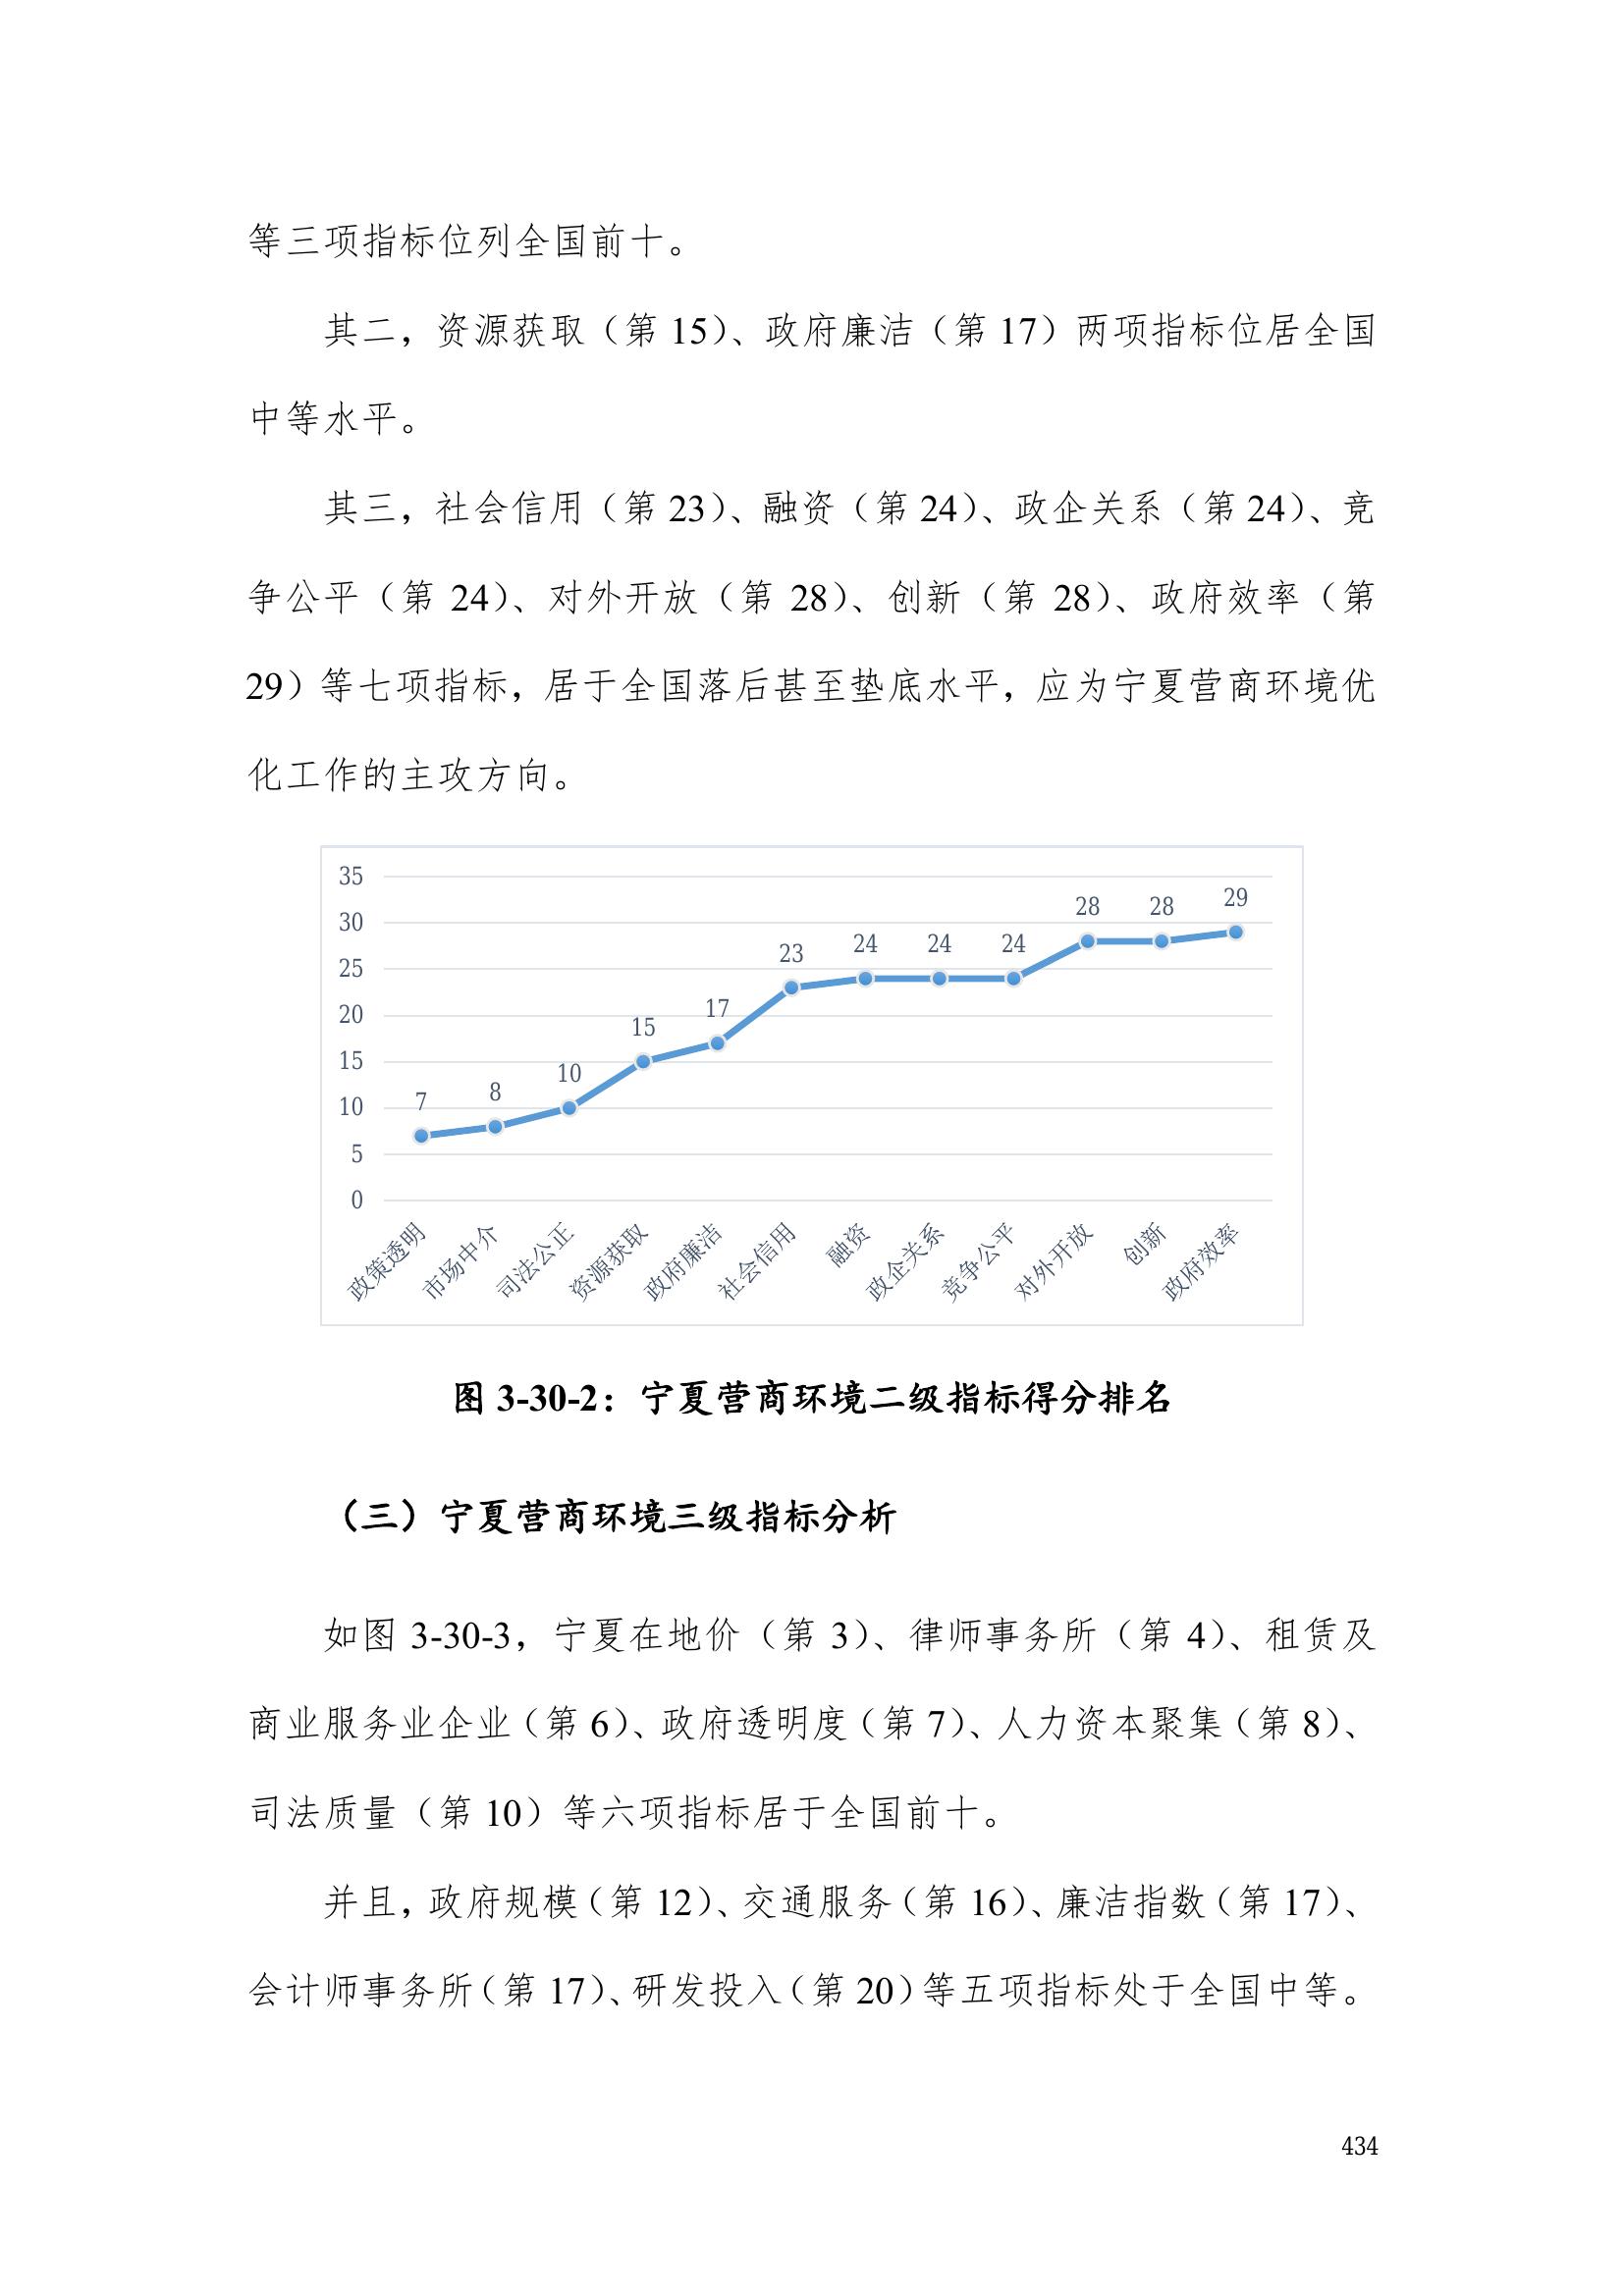 等三项指标位列全国前十。
其二，资源获取（第 15）、政府廉洁（第 17）两项指标位居全国
中等水平。
其三，社会信用（第 23）、融资（第 24）、政企关系（第 24）、竞
争公平（第 24）、对外开放（第 28）、创新（第 28）、政府效率（第
29）等七项指标，居于全国落后甚至垫底水平，应为宁夏营商环境优
化工作的主攻方向。
35
30
25
20
15
10
5
0
7
8
10
15
17
23
24
24
24
28
28
29
政策透明
市场中介
司法公正
资源获取
政府廉洁
社会信用
融资
政企关系
竞争公平
对外开放
创新
政府效率
图 3-30-2：宁夏营商环境二级指标得分排名
（三）宁夏营商环境三级指标分析
如图 3-30-3，宁夏在地价（第 3）、律师事务所（第 4）、租赁及
商业服务业企业（第 6）、政府透明度（第 7）、人力资本聚集（第 8）、
司法质量（第 10）等六项指标居于全国前十。
并且，政府规模（第 12）、交通服务（第 16）、廉洁指数（第 17）、
会计师事务所（第 17）、研发投入（第 20）等五项指标处于全国中等。
434